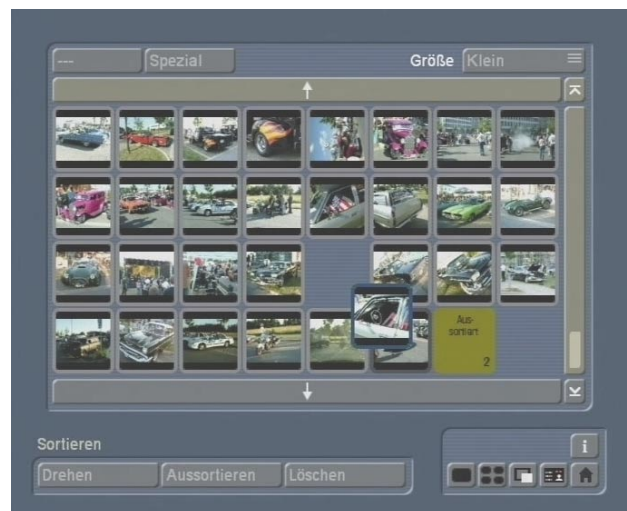 --- Spezial Größe Klein
Aus-
sortiert
2
Sortieren
Drehen Aussortieren Löschen
i